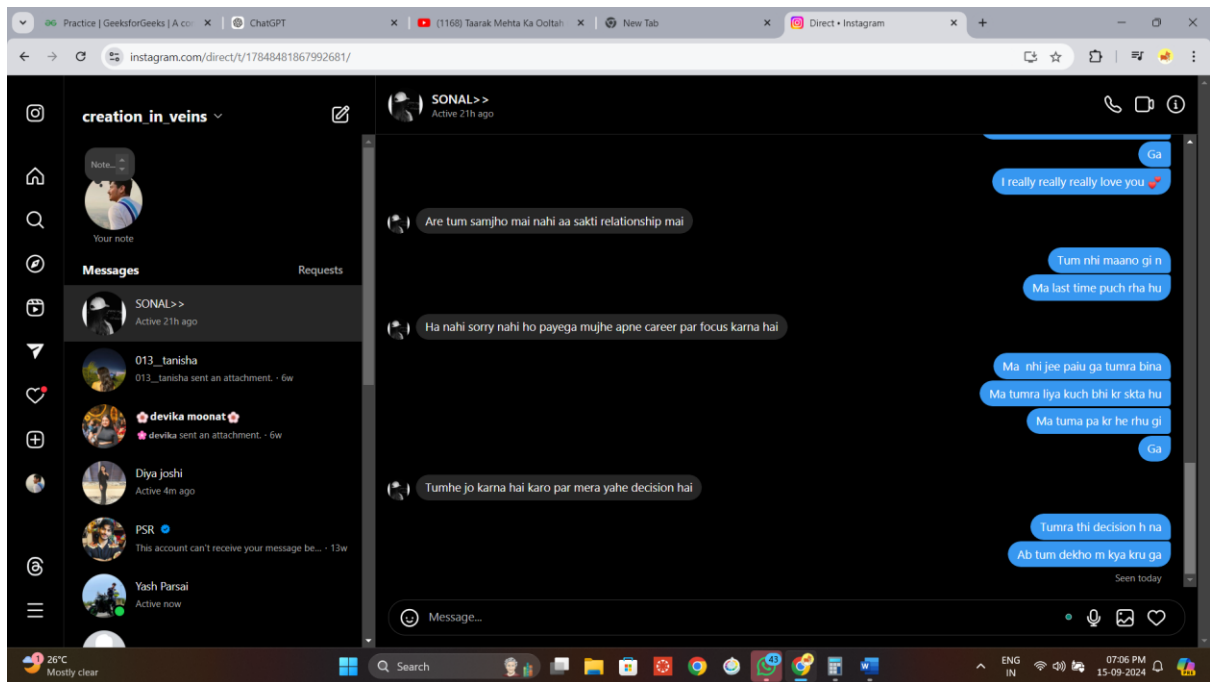 Practice | GeeksforGeeks | A co
ChatGPT
(1168) Taarak Mehta Ka Ooltah
New Tab
Direct • Instagram
instagram.com/direct/t/17848481867992681/
creation_in_veins
Note...
Your note
Messages
Requests
SONAL>>
Active 21h ago
013__tanisha
013__tanisha sent an attachment. · 6w
🌸devika moonat🌸
🌸devika sent an attachment. · 6w
Diya joshi
Active 4m ago
PSR
This account can't receive your message be... · 13w
Yash Parsai
Active now
SONAL>>
Active 21h ago
Ga
I really really really love you 💕
Are tum samjho mai nahi aa sakti relationship mai
Tum nhi maano gi n
Ma last time puch rha hu
Ha nahi sorry nahi ho payega mujhe apne career par focus karna hai
Ma nhi jee paiu ga tumra bina
Ma tumra liya kuch bhi kr skta hu
Ma tuma pa kr he rhu gi
Ga
Tumhe jo karna hai karo par mera yahe decision hai
Tumra thi decision h na
Ab tum dekho m kya kru ga
Seen today
Message...
1
26°C
Mostly clear
Search
43
ENG
IN
07:06 PM
15-09-2024